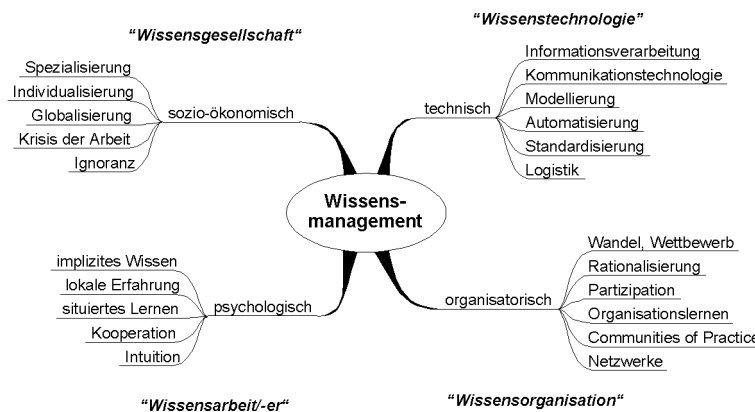 “Wissensgesellschaft“
Spezialisierung
Individualisierung
Globalisierung
Krisis der Arbeit
Ignoranz
sozio-ökonomisch
“Wissenstechnologie”
technisch
Informationsverarbeitung
Kommunikationstechnologie
Modellierung
Automatisierung
Standardisierung
Logistik
Wissens-
management
implizites Wissen
lokale Erfahrung
situiertes Lernen
Kooperation
Intuition
psychologisch
“Wissensarbeit/-er“
organisatorisch
Wandel, Wettbewerb
Rationalisierung
Partizipation
Organisationslernen
Communities of Practice
Netzwerke
“Wissensorganisation“